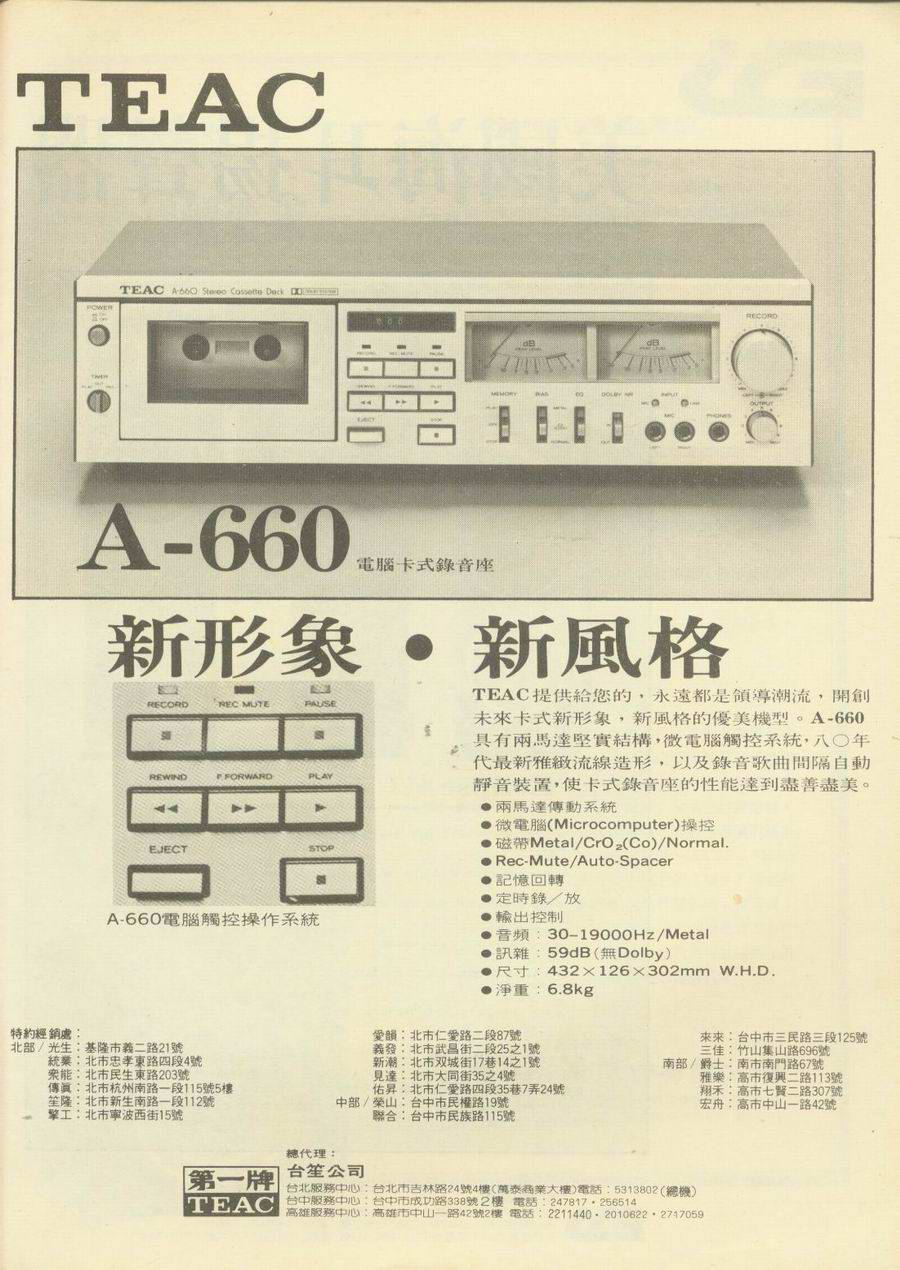 TEAC
TEAC A-660 Stereo Cassette Deck
POWER
TIMER
RECORD REC MUTE PAUSE
REWIND F.FORWARD PLAY
EJECT STOP
dB dB
MEMORY BIAS EQ DOLBY NR INPUT
MIC PHONES
RECORD
OUTPUT
A-660 電腦卡式錄音座
新形象・新風格
RECORD REC MUTE PAUSE
REWIND F.FORWARD PLAY
EJECT STOP
A-660電腦觸控操作系統
TEAC提供給您的，永遠都是領導潮流，開創
未來卡式新形象，新風格的優美機型。A-660
具有兩馬達堅實結構，微電腦觸控系統，八〇年
代最新雅緻流線造形，以及錄音歌曲間隔自動
靜音裝置，使卡式錄音座的性能達到盡善盡美。
●兩馬達傳動系統
●微電腦(Microcomputer)操控
●磁帶Metal/CrO₂(Co)/Normal.
●Rec-Mute/Auto-Spacer
●記憶回轉
●定時錄／放
●輸出控制
●音頻：30–19000Hz/Metal
●訊雜：59dB(無Dolby)
●尺寸：432×126×302mm W.H.D.
●淨重：6.8kg
特約經銷處：
北部／光生：基隆市義二路21號
統業：北市忠孝東路四段4號
衆能：北市民生東路203號
傳眞：北市杭州南路一段115號5樓
笙隆：北市新生南路一段112號
擎工：北市寧波西街15號
愛韻：北市仁愛路二段87號
義發：北市武昌街二段25之1號
新潮：北市双城街17巷14之1號
見達：北市大同街35之4號
佑昇：北市仁愛路四段35巷7弄24號
中部／榮山：台中市民權路19號
聯合：台中市民族路115號
來來：台中市三民路三段125號
三佳：竹山集山路696號
南部／爵士：南市南門路67號
雅樂：高市復興二路113號
翔禾：高市七賢二路307號
宏舟：高市中山一路42號
第一牌
TEAC
總代理：
台笙公司
台北服務中心：台北市吉林路24號4樓(萬泰商業大樓)電話：5313802(總機)
台中服務中心：台中市成功路338號2樓 電話：247817・256514
高雄服務中心：高雄市中山一路42號2樓 電話：2211440・2010622・2717059